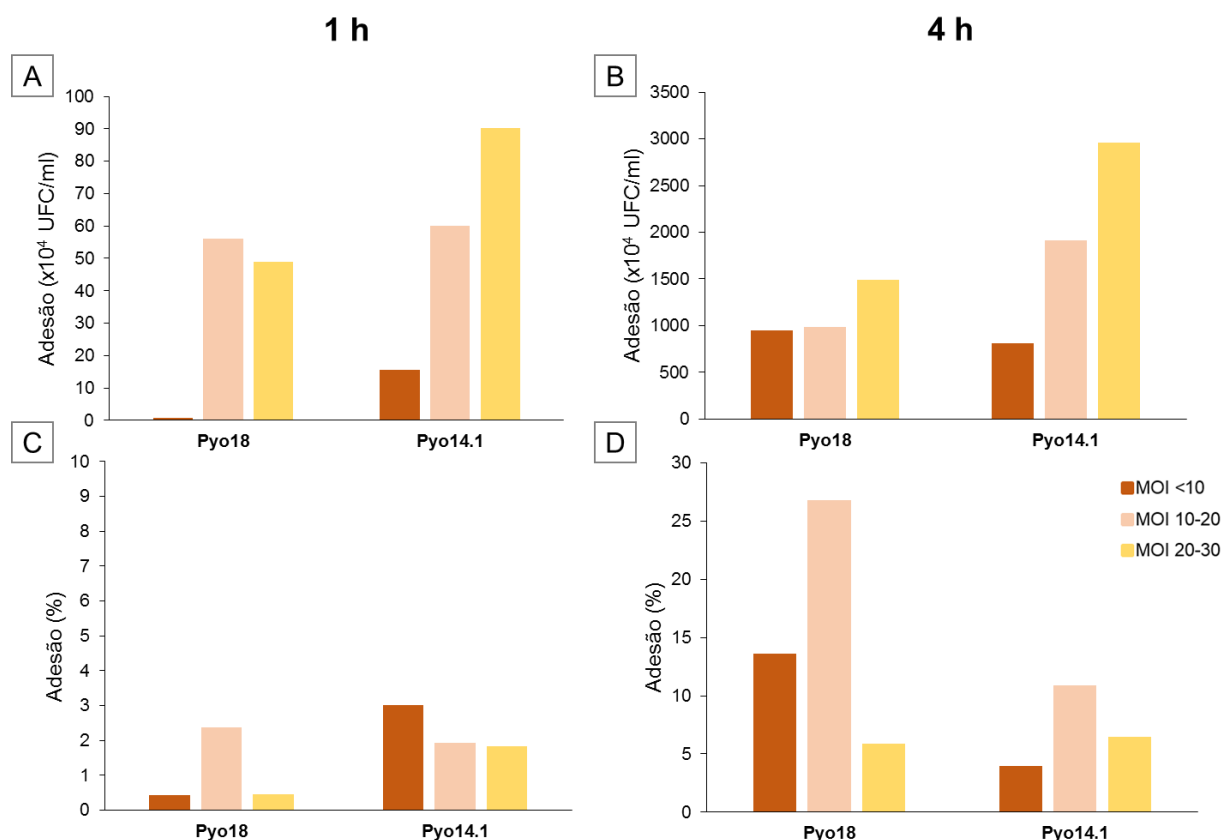 1 h
4 h
A
Adesão (x10⁴ UFC/ml)
100
90
80
70
60
50
40
30
20
10
0
Pyo18
Pyo14.1
B
Adesão (x10⁴ UFC/ml)
3500
3000
2500
2000
1500
1000
500
0
Pyo18
Pyo14.1
C
Adesão (%)
10
9
8
7
6
5
4
3
2
1
0
Pyo18
Pyo14.1
D
Adesão (%)
30
25
20
15
10
5
0
Pyo18
Pyo14.1
MOI <10
MOI 10-20
MOI 20-30